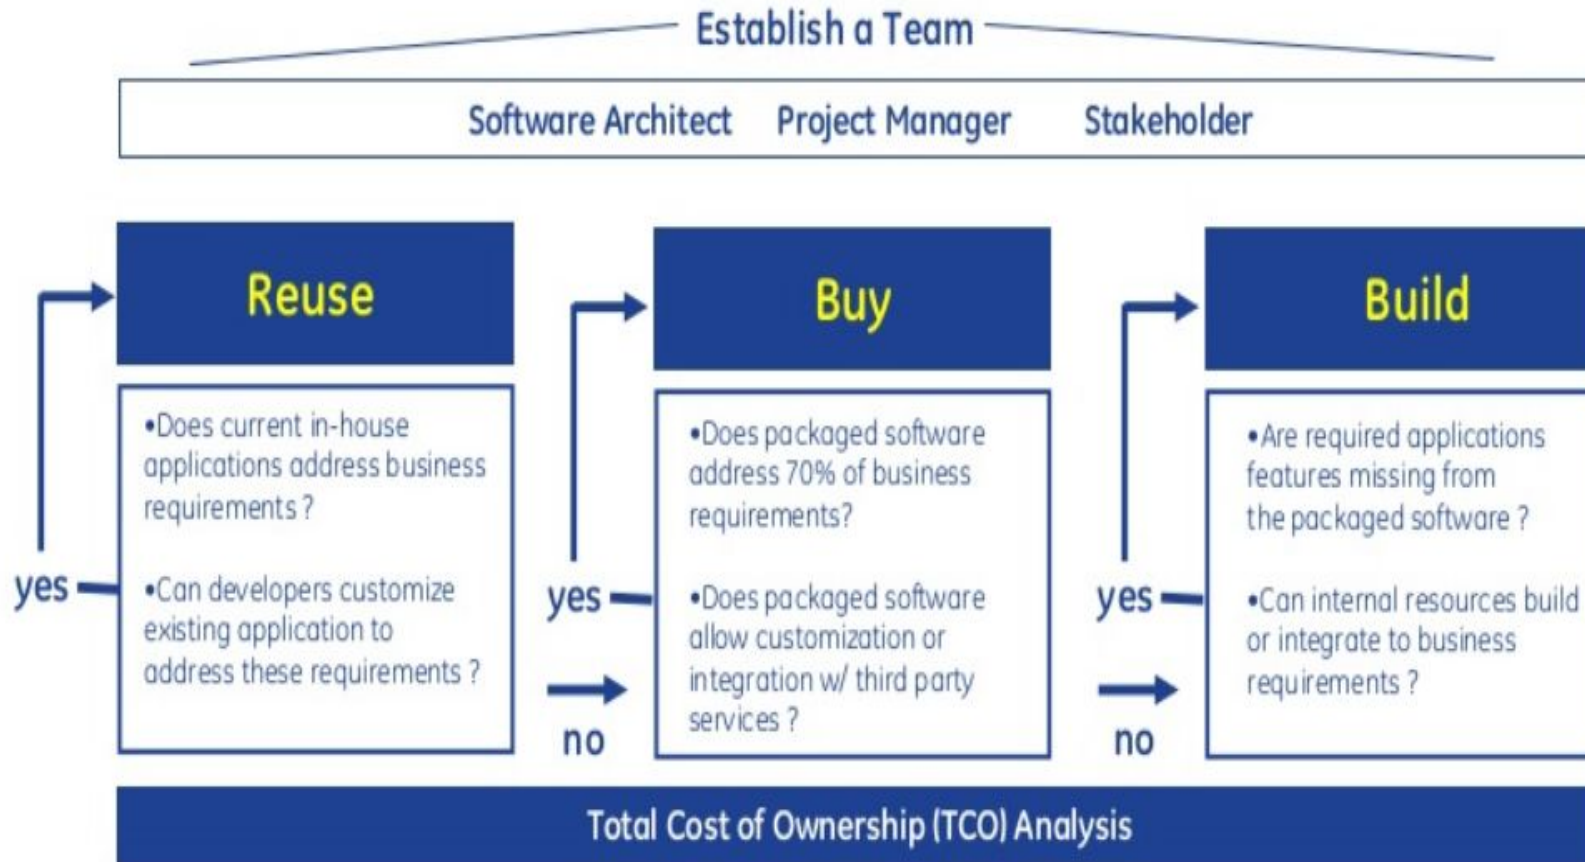 Establish a Team
Software Architect Project Manager Stakeholder
Reuse
•Does current in-house
applications address business
requirements ?
•Can developers customize
existing application to
address these requirements ?
yes
no
Buy
•Does packaged software
address 70% of business
requirements?
•Does packaged software
allow customization or
integration w/ third party
services ?
yes
no
Build
•Are required applications
features missing from
the packaged software ?
•Can internal resources build
or integrate to business
requirements ?
yes
Total Cost of Ownership (TCO) Analysis